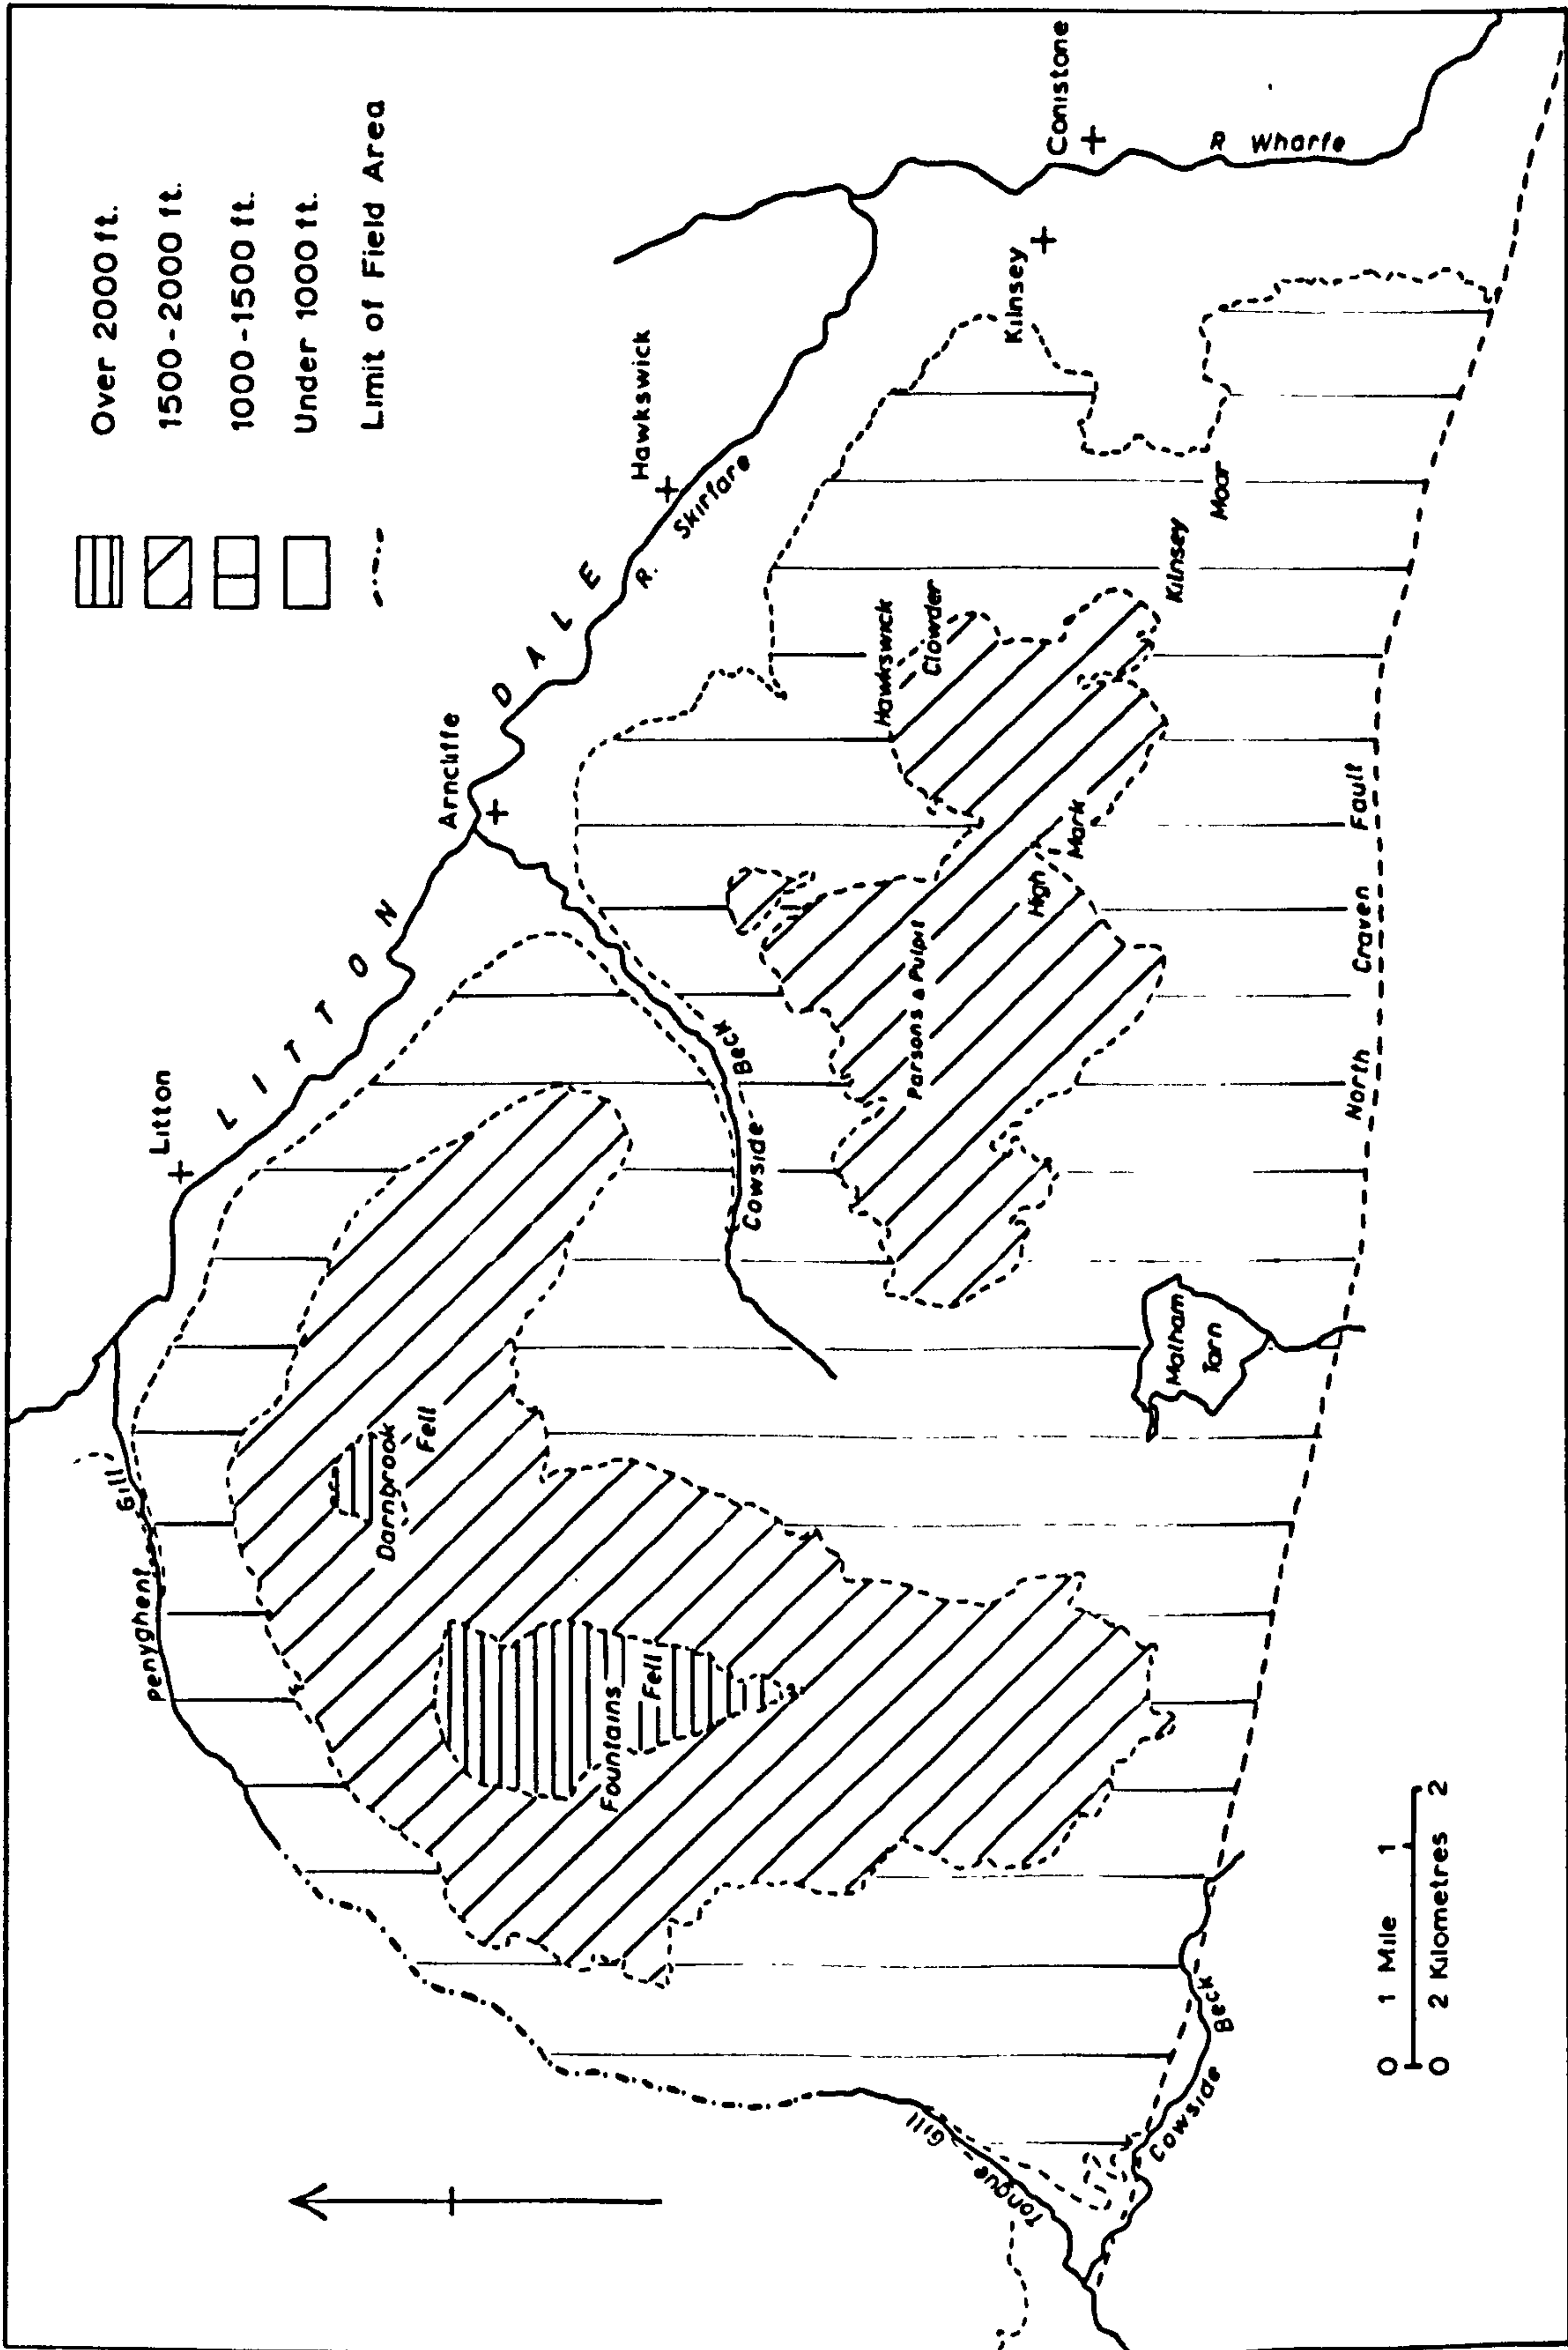 Over 2000 ft.
1500-2000 ft.
1000-1500 ft.
Under 1000 ft.
Limit of Field Area
Penyghent Gill
Litton
LITTON DALE
Arncliffe
Hawkswick
R. Skirfare
Darnbrook
Fell
Fountains
Fell
Cowside Beck
Hawkswick
Clowder
Parsons Pulpit
High Mark
Kilnsey
Conistone
R Wharfe
Kilnsey Moor
Malham
Tarn
Tongue Gill
Cowside Beck
North Craven Fault
0 1 Mile 1
0 2 Kilometres 2